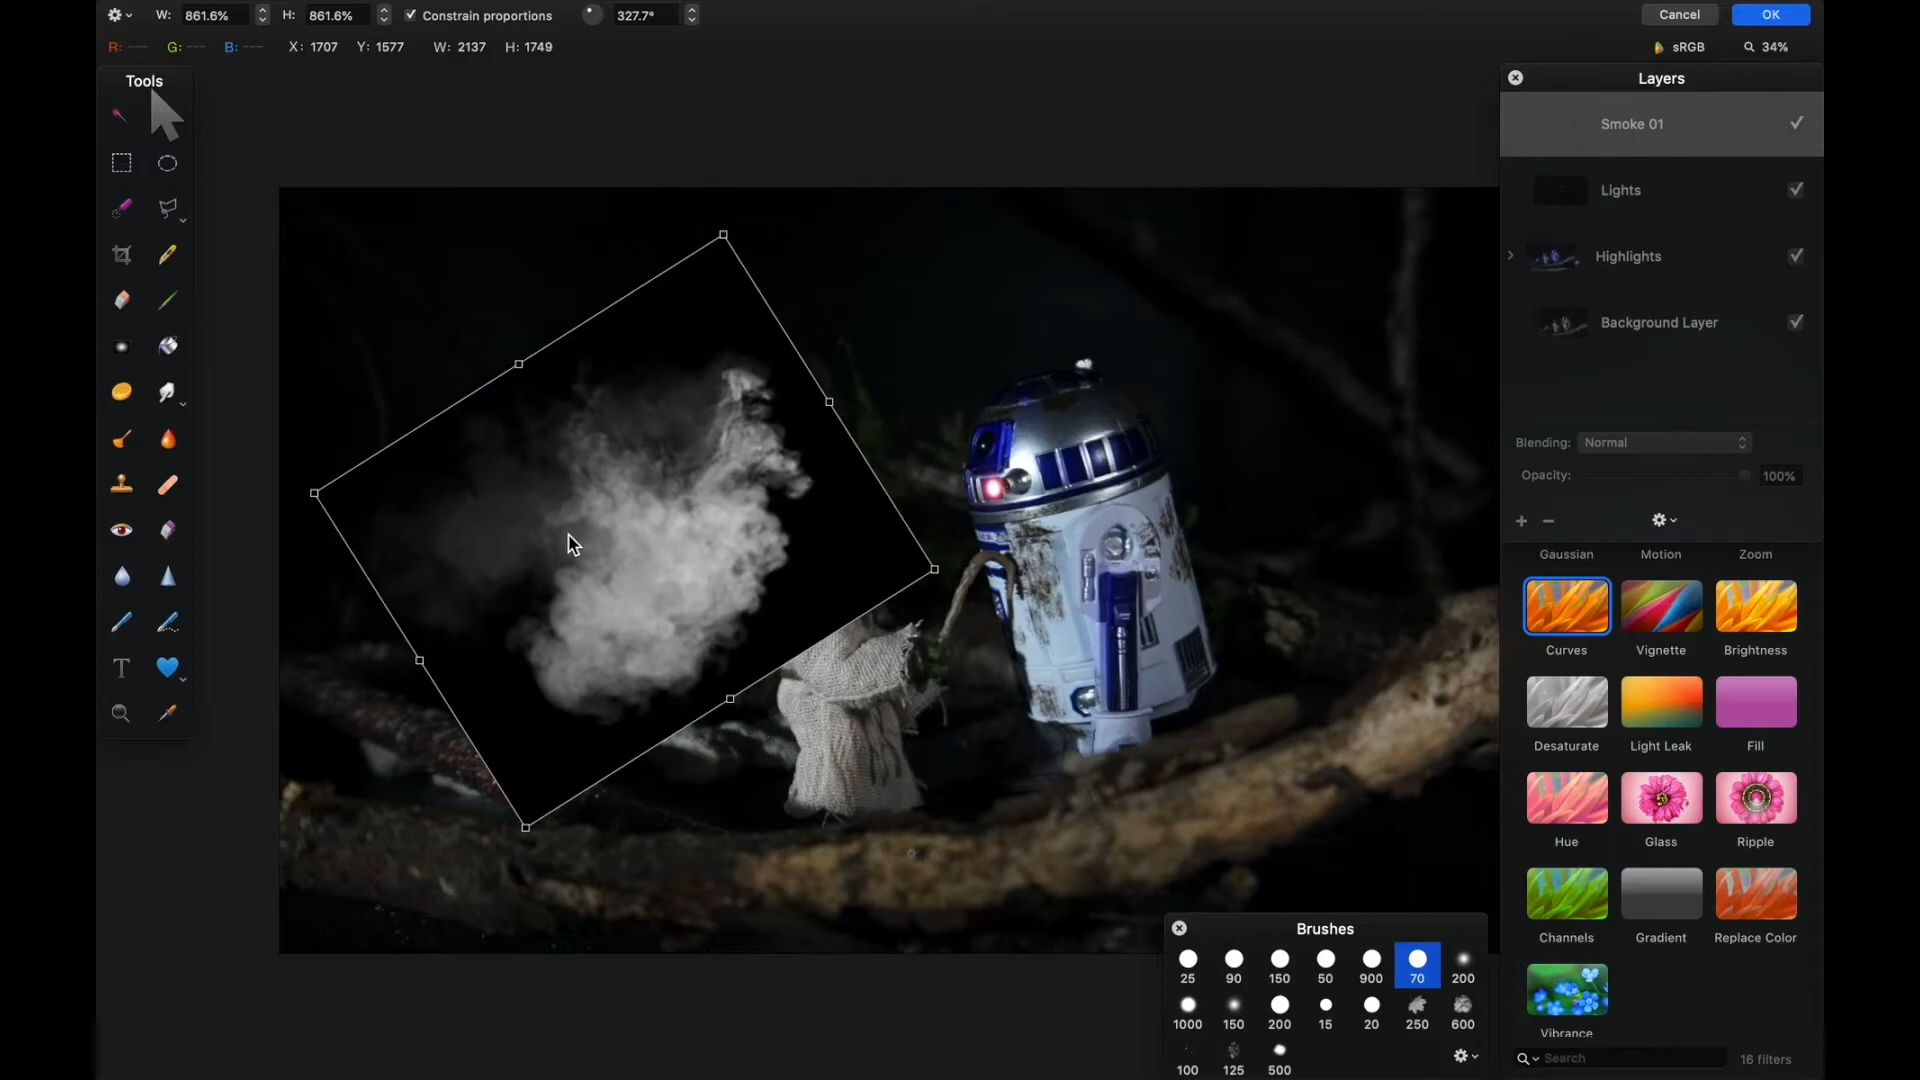 W: 861.6% H: 861.6% Constrain proportions 327.7° Cancel OK
R: --- G: --- B: --- X: 1707 Y: 1577 W: 2137 H: 1749 sRGB 34%
Tools
T
Layers
Smoke 01
Lights
Highlights
Background Layer
Blending: Normal
Opacity: 100%
Gaussian Motion Zoom
Curves Vignette Brightness
Desaturate Light Leak Fill
Hue Glass Ripple
Channels Gradient Replace Color
Vibrance
Search 16 filters
Brushes
25 90 150 50 900 70 200
1000 150 200 15 20 250 600
100 125 500